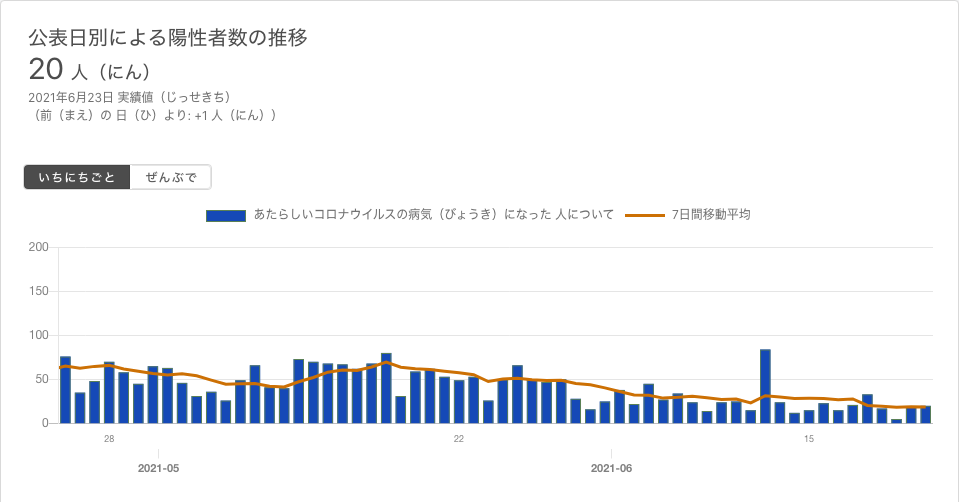 公表日別による陽性者数の推移
20 人（にん）
2021年6月23日 実績値（じっせきち）
（前（まえ）の 日（ひ）より: +1 人（にん））
いちにちごと ぜんぶで
あたらしいコロナウイルスの病気（びょうき）になった 人について 7日間移動平均
200
150
100
50
0
28 22 15
2021-05 2021-06